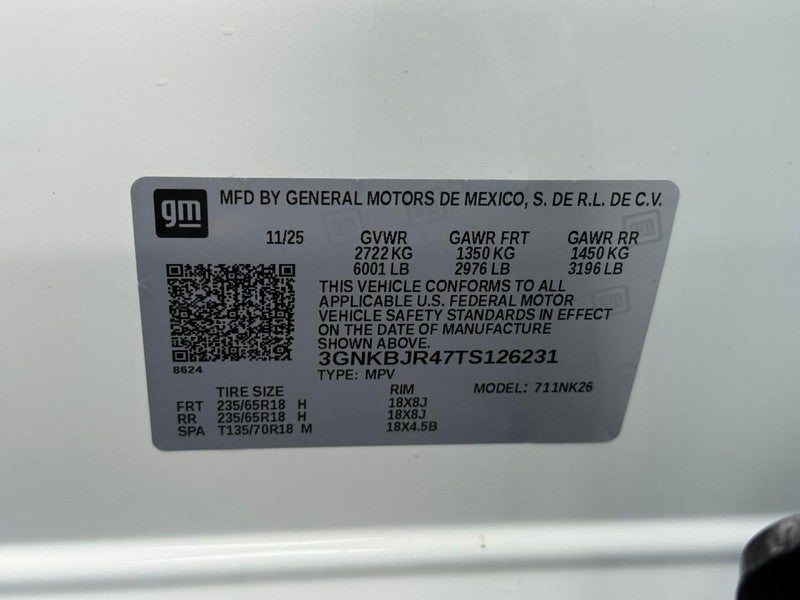 gm MFD BY GENERAL MOTORS DE MEXICO, S. DE R.L. DE C.V.
11/25 GVWR GAWR FRT GAWR RR
2722 KG 1350 KG 1450 KG
6001 LB 2976 LB 3196 LB
THIS VEHICLE CONFORMS TO ALL
APPLICABLE U.S. FEDERAL MOTOR
VEHICLE SAFETY STANDARDS IN EFFECT
ON THE DATE OF MANUFACTURE
SHOWN ABOVE.
3GNKBJR47TS126231
8624
TYPE: MPV MODEL: 711NK26
TIRE SIZE RIM
FRT 235/65R18 H 18X8J
RR 235/65R18 H 18X8J
SPA T135/70R18 M 18X4.5B